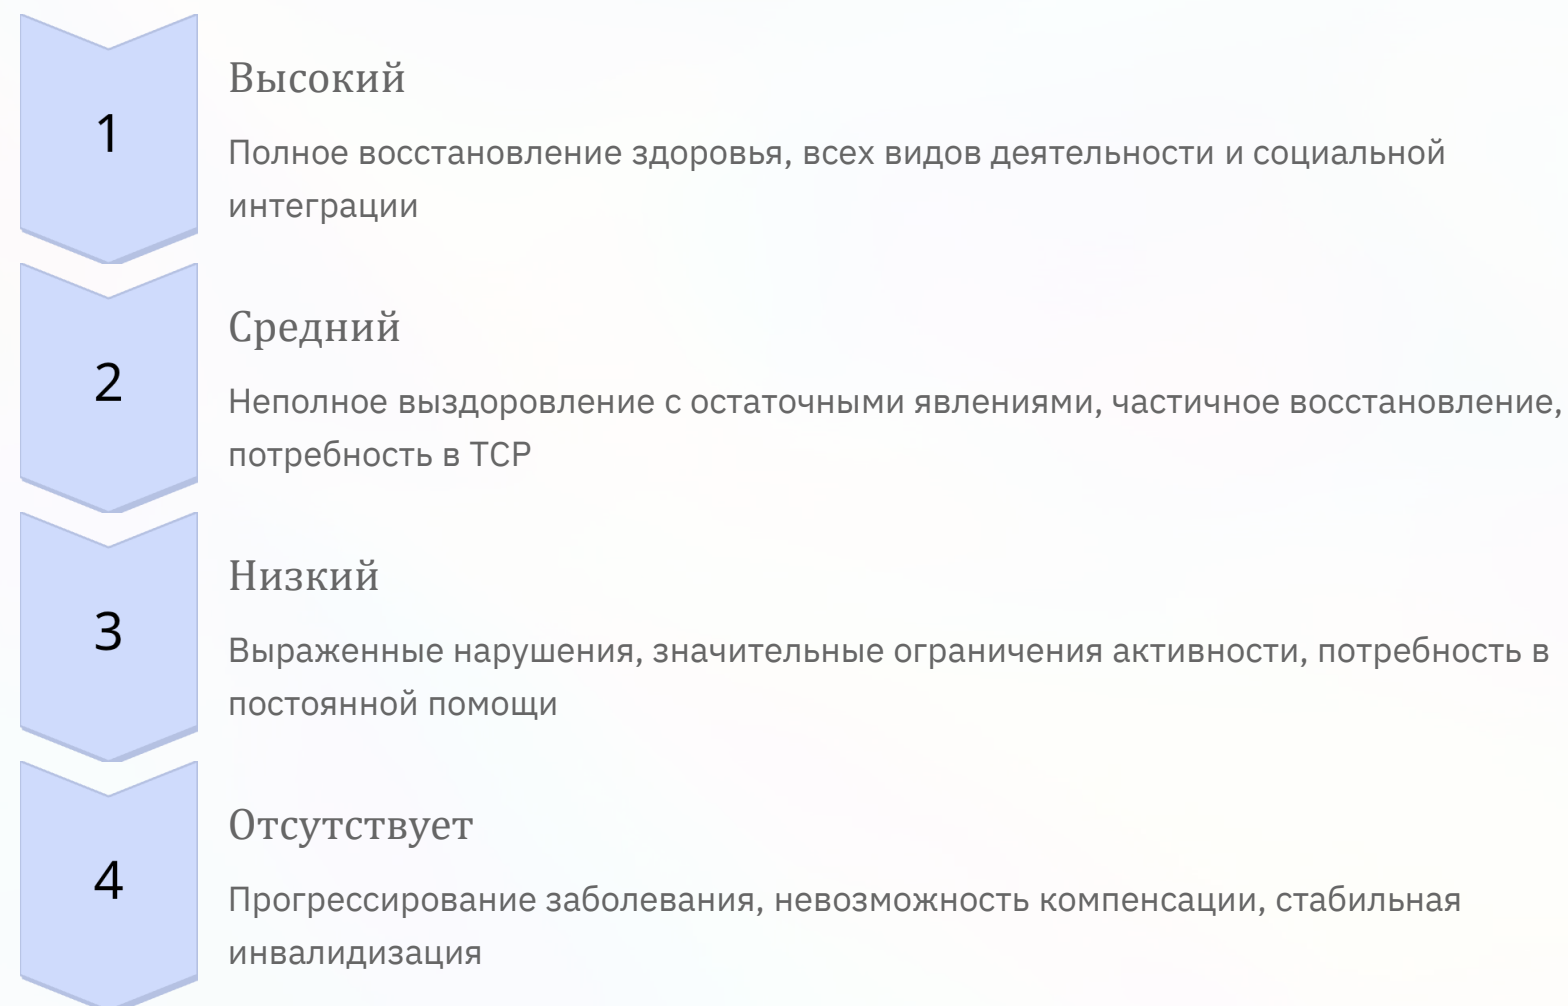 1
Высокий
Полное восстановление здоровья, всех видов деятельности и социальной
интеграции
2
Средний
Неполное выздоровление с остаточными явлениями, частичное восстановление,
потребность в ТСР
3
Низкий
Выраженные нарушения, значительные ограничения активности, потребность в
постоянной помощи
4
Отсутствует
Прогрессирование заболевания, невозможность компенсации, стабильная
инвалидизация